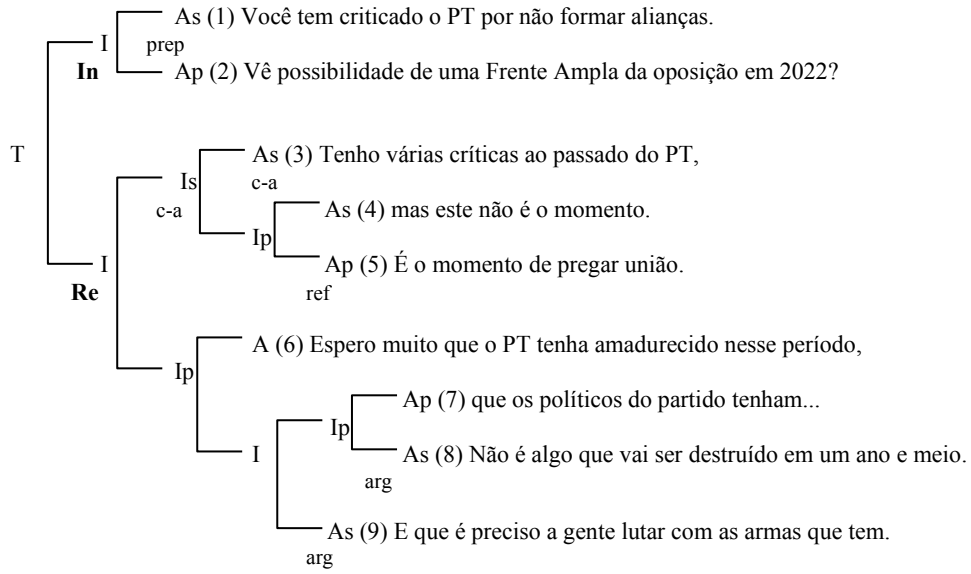 As (1) Você tem criticado o PT por não formar alianças.
I prep
In Ap (2) Vê possibilidade de uma Frente Ampla da oposição em 2022?
T
As (3) Tenho várias críticas ao passado do PT,
Is c-a
c-a As (4) mas este não é o momento.
Ip
I Ap (5) É o momento de pregar união.
Re ref
A (6) Espero muito que o PT tenha amadurecido nesse período,
Ip
Ap (7) que os políticos do partido tenham...
Ip
I As (8) Não é algo que vai ser destruído em um ano e meio.
arg
As (9) E que é preciso a gente lutar com as armas que tem.
arg